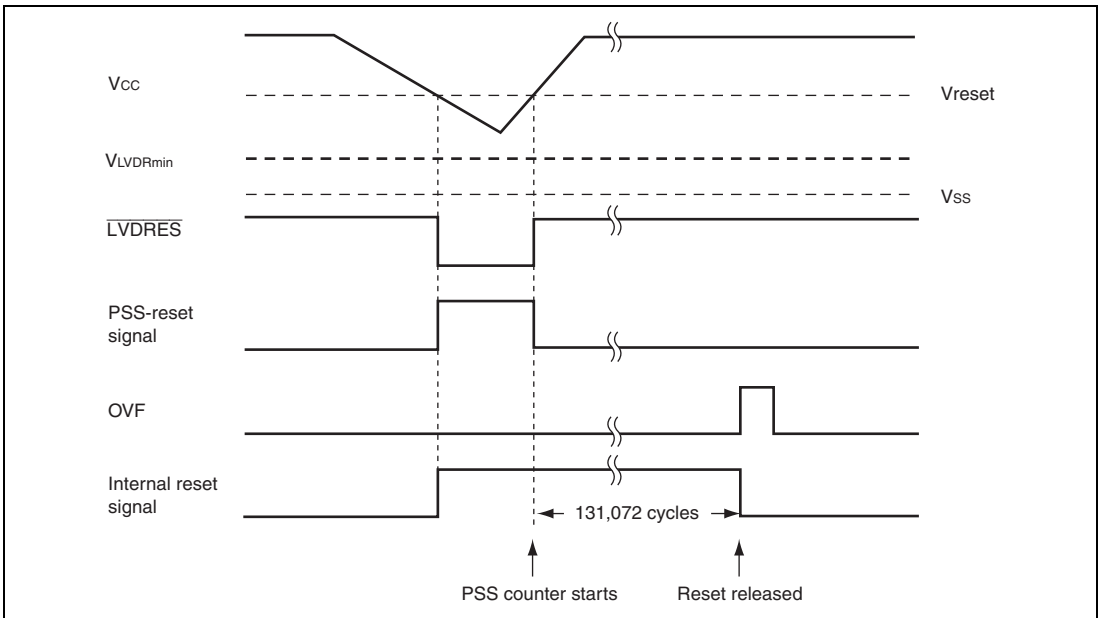 Vcc
Vreset
VLVDRmin
Vss
LVDRES
PSS-reset
signal
OVF
Internal reset
signal
131,072 cycles
PSS counter starts
Reset released